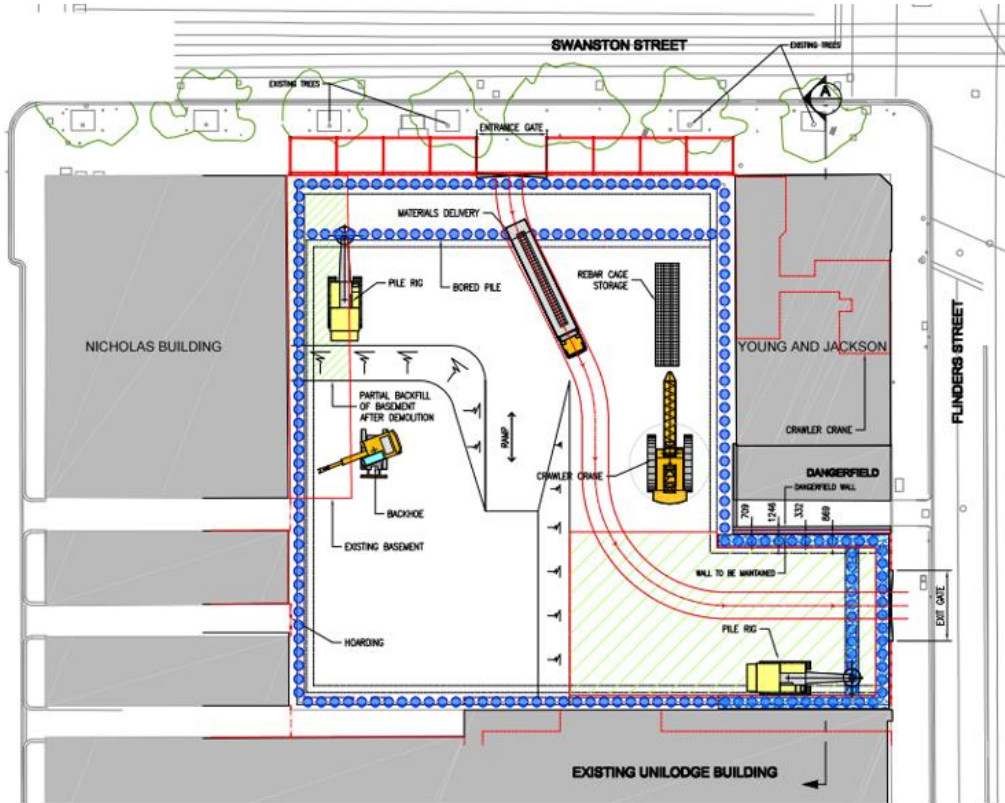 SWANSTON STREET
EXISTING TREES
EXISTING TREES
A
ENTRANCE GATE
MATERIALS DELIVERY
REBAR CAGE
STORAGE
PILE RIG
BORED PILE
NICHOLAS BUILDING
YOUNG AND JACKSON
FLINDERS STREET
PARTIAL BACKFILL
OF BASEMENT
AFTER DEMOLITION
RAMP
CRAWLER CRANE
CRAWLER CRANE
DANGERFIELD
DANGERFIELD WALL
BACKHOE
709
1246
332
869
EXISTING BASEMENT
WALL TO BE MAINTAINED
EXIT GATE
HOARDING
PILE RIG
EXISTING UNILODGE BUILDING